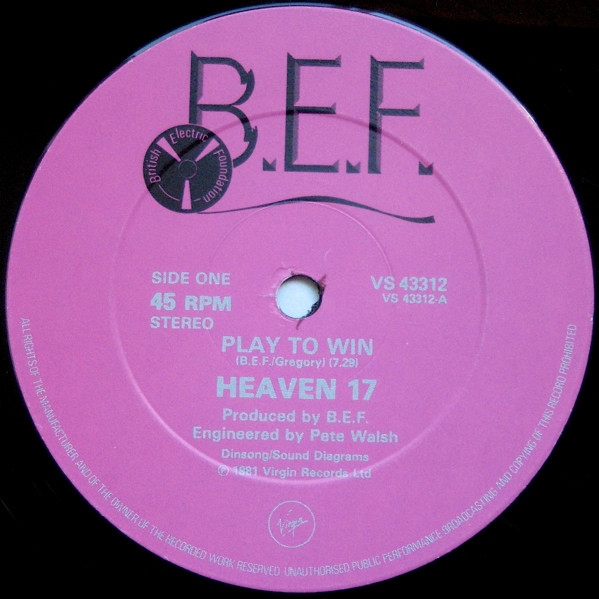 B.E.F.
British Electric Foundation
SIDE ONE
45 RPM
STEREO
VS 43312
VS 43312-A
PLAY TO WIN
(B.E.F./Gregory) (7.29)
HEAVEN 17
Produced by B.E.F.
Engineered by Pete Walsh
Dinsong/Sound Diagrams
℗ 1981 Virgin Records Ltd
Virgin
ALL RIGHTS OF THE MANUFACTURER AND OF THE OWNER OF THE RECORDED WORK RESERVED UNAUTHORISED PUBLIC PERFORMANCE BROADCASTING AND COPYING OF THIS RECORD PROHIBITED